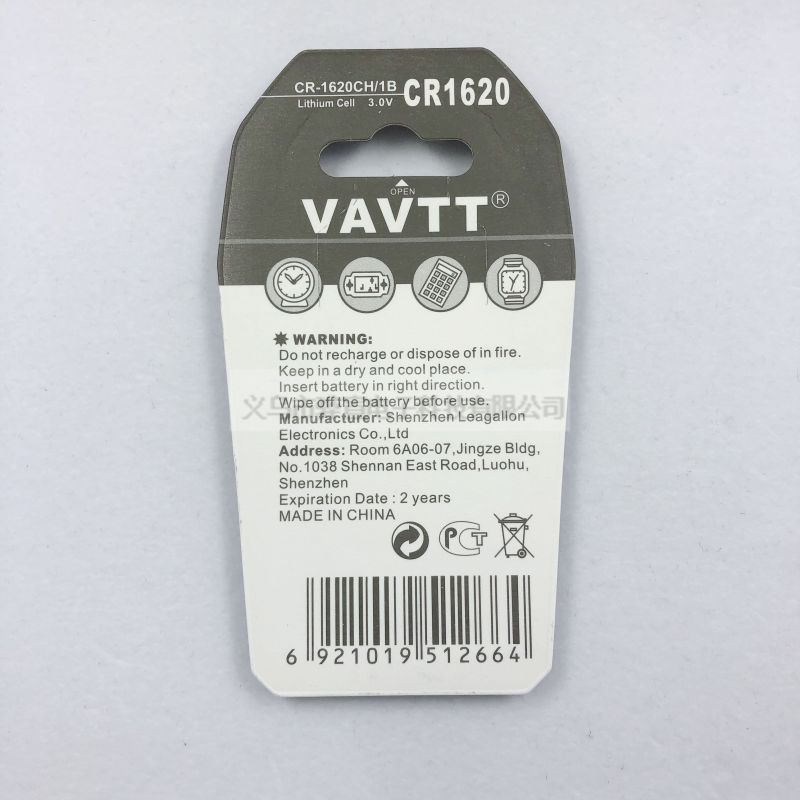 CR-1620CH/1B
Lithium Cell 3.0V
CR1620
OPEN
VAVTT®
WARNING:
Do not recharge or dispose of in fire.
Keep in a dry and cool place.
Insert battery in right direction.
Wipe off the battery before use.
Manufacturer: Shenzhen Leagallon
Electronics Co.,Ltd
Address: Room 6A06-07,Jingze Bldg,
No.1038 Shennan East Road,Luohu,
Shenzhen
Expiration Date : 2 years
MADE IN CHINA
PCT
6 921019 512664